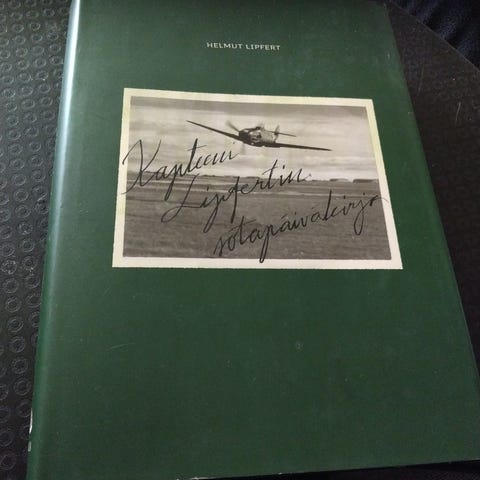 HELMUT LIPFERT
Kapteeni
Lipfertin
sotapäiväkirja